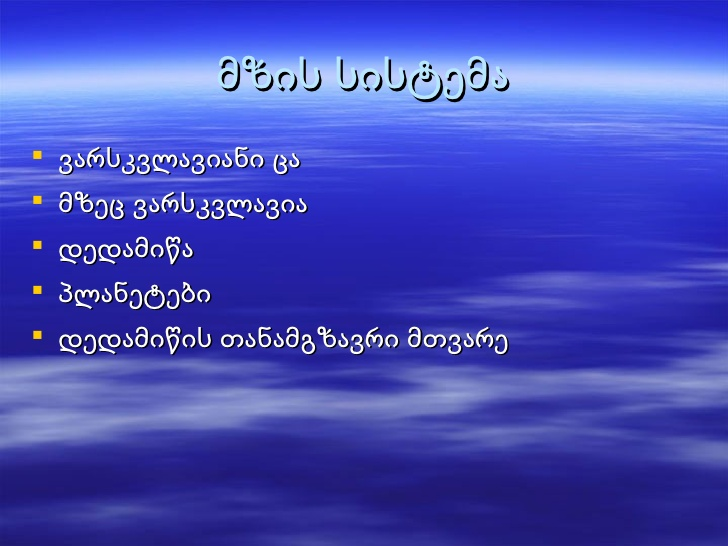 მზის სისტემა
ვარსკვლავიანი ცა
მზეც ვარსკვლავია
დედამიწა
პლანეტები
დედამიწის თანამგზავრი მთვარე